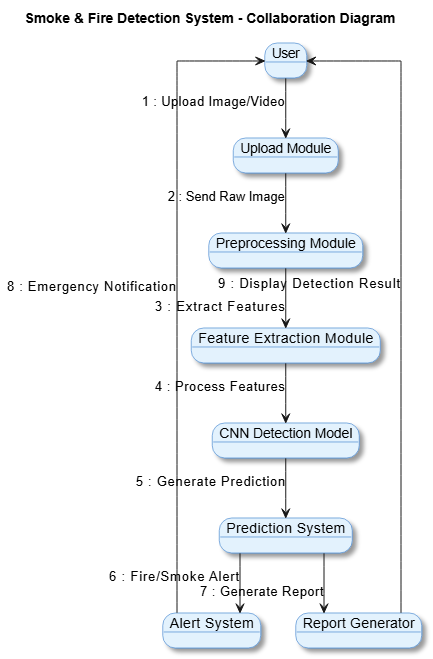 Smoke & Fire Detection System - Collaboration Diagram
User
1 : Upload Image/Video
Upload Module
2 : Send Raw Image
Preprocessing Module
8 : Emergency Notification
9 : Display Detection Result
3 : Extract Features
Feature Extraction Module
4 : Process Features
CNN Detection Model
5 : Generate Prediction
Prediction System
6 : Fire/Smoke Alert
7 : Generate Report
Alert System
Report Generator